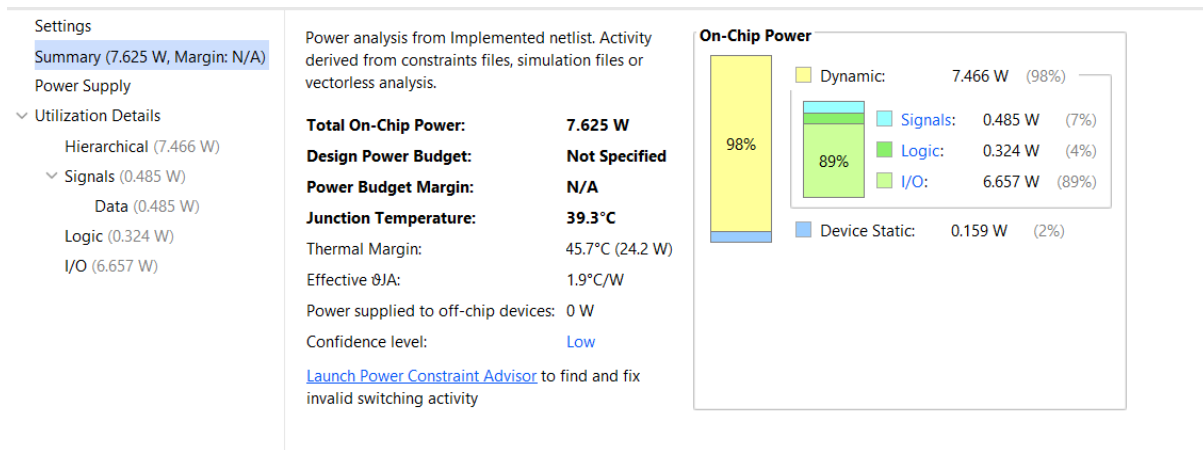 Settings
Summary (7.625 W, Margin: N/A)
Power Supply
Utilization Details
Hierarchical (7.466 W)
Signals (0.485 W)
Data (0.485 W)
Logic (0.324 W)
I/O (6.657 W)
Power analysis from Implemented netlist. Activity
derived from constraints files, simulation files or
vectorless analysis.
Total On-Chip Power: 7.625 W
Design Power Budget: Not Specified
Power Budget Margin: N/A
Junction Temperature: 39.3°C
Thermal Margin: 45.7°C (24.2 W)
Effective ϑJA: 1.9°C/W
Power supplied to off-chip devices: 0 W
Confidence level: Low
Launch Power Constraint Advisor to find and fix
invalid switching activity
On-Chip Power
98%
Dynamic: 7.466 W (98%)
89%
Signals: 0.485 W (7%)
Logic: 0.324 W (4%)
I/O: 6.657 W (89%)
Device Static: 0.159 W (2%)